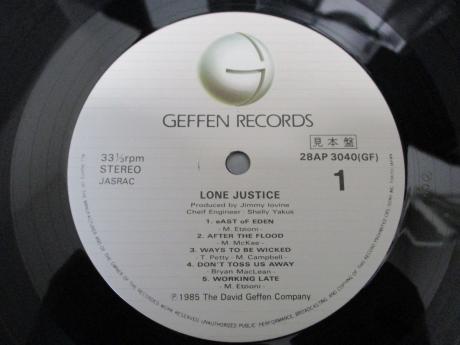 GEFFEN RECORDS
33⅓rpm
STEREO
JASRAC
見本盤
28AP 3040(GF)
1
LONE JUSTICE
Produced by Jimmy Iovine
Cheif Engineer : Shelly Yakus
1. eAST oF EDEN
- M. Etzioni -
2. AFTER THE FLOOD
- M. McKee -
3. WAYS TO BE WICKED
- T. Petty - M. Campbell -
4. DON'T TOSS US AWAY
- Bryan MacLean -
5. WORKING LATE
- M. Etzioni -
Ⓟ1985 The David Geffen Company